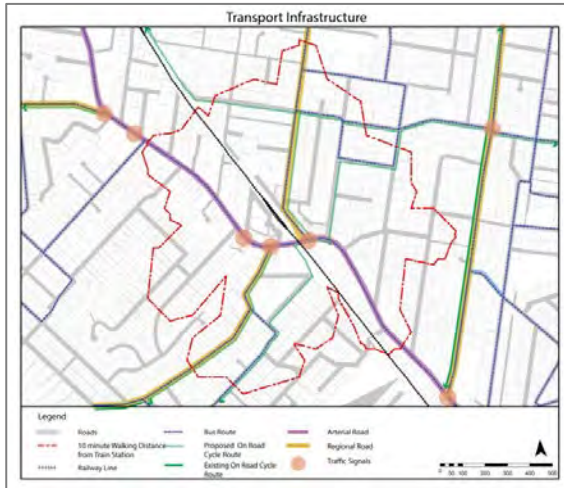 Transport Infrastructure
Legend
Roads
10 minute Walking Distance
from Train Station
Railway Line
Bus Route
Proposed On Road
Cycle Route
Existing On Road Cycle
Route
Arterial Road
Regional Road
Traffic Signals
0 50 100 200 300 400 500